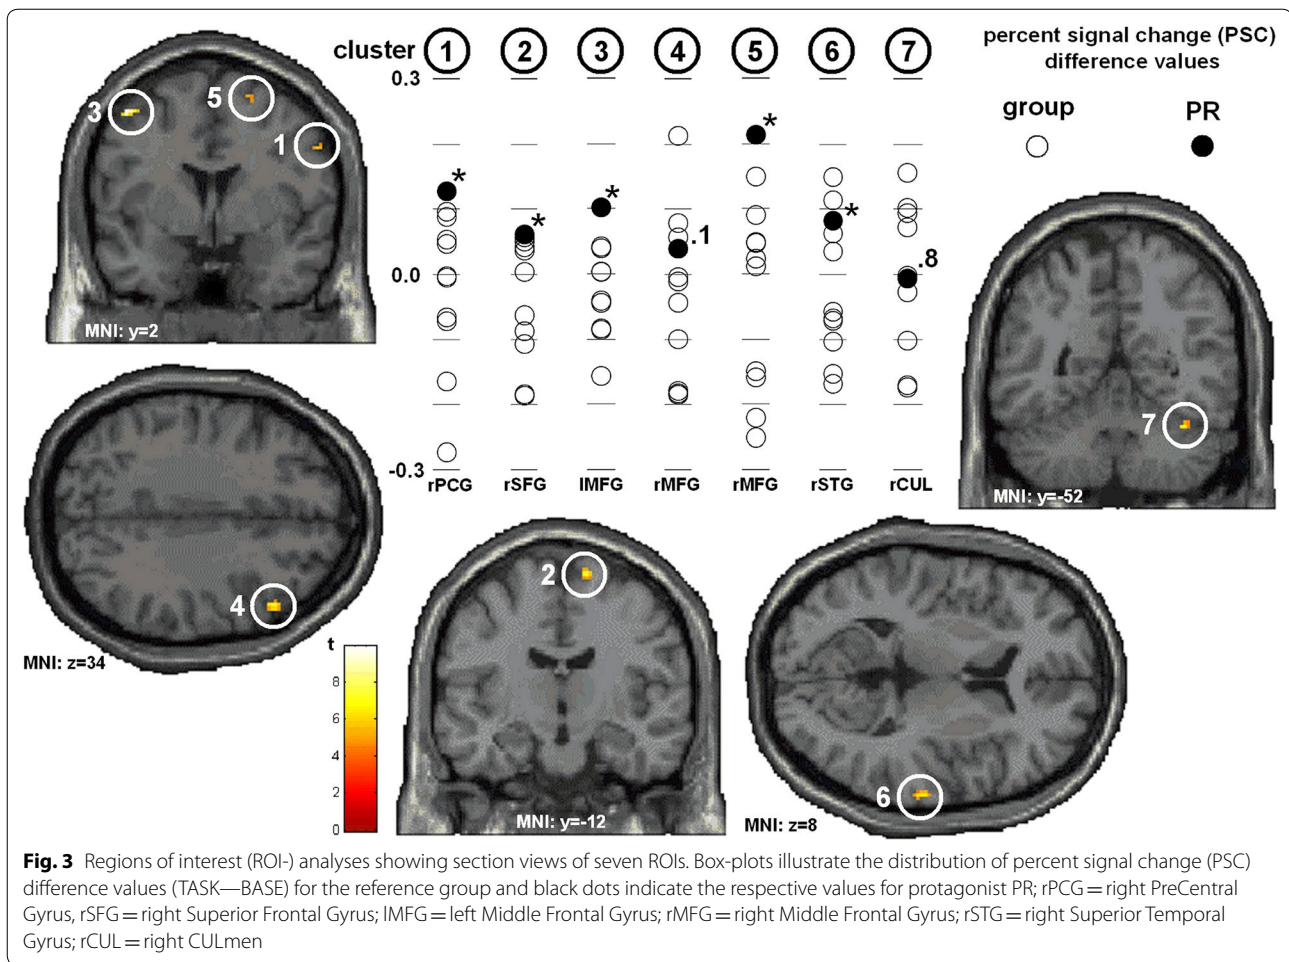 cluster 1 2 3 4 5 6 7
percent signal change (PSC)
difference values
group PR
0.3
0.0
-0.3
* * * .1 * * .8
rPCG rSFG lMFG rMFG rMFG rSTG rCUL
3 5 1
MNI: y=2
4
MNI: z=34
t
8
6
4
2
0
2
MNI: y=-12
6
MNI: z=8
7
MNI: y=-52
Fig. 3 Regions of interest (ROI-) analyses showing section views of seven ROIs. Box-plots illustrate the distribution of percent signal change (PSC)
difference values (TASK—BASE) for the reference group and black dots indicate the respective values for protagonist PR; rPCG = right PreCentral
Gyrus, rSFG = right Superior Frontal Gyrus; lMFG = left Middle Frontal Gyrus; rMFG = right Middle Frontal Gyrus; rSTG = right Superior Temporal
Gyrus; rCUL = right CULmen